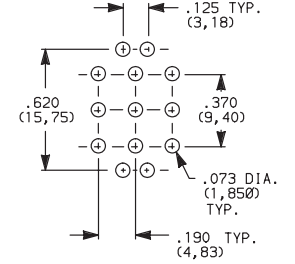 .125 TYP.
(3,18)
.620
(15,75)
.370
(9,40)
.073 DIA.
(1,850)
TYP.
.190 TYP.
(4,83)